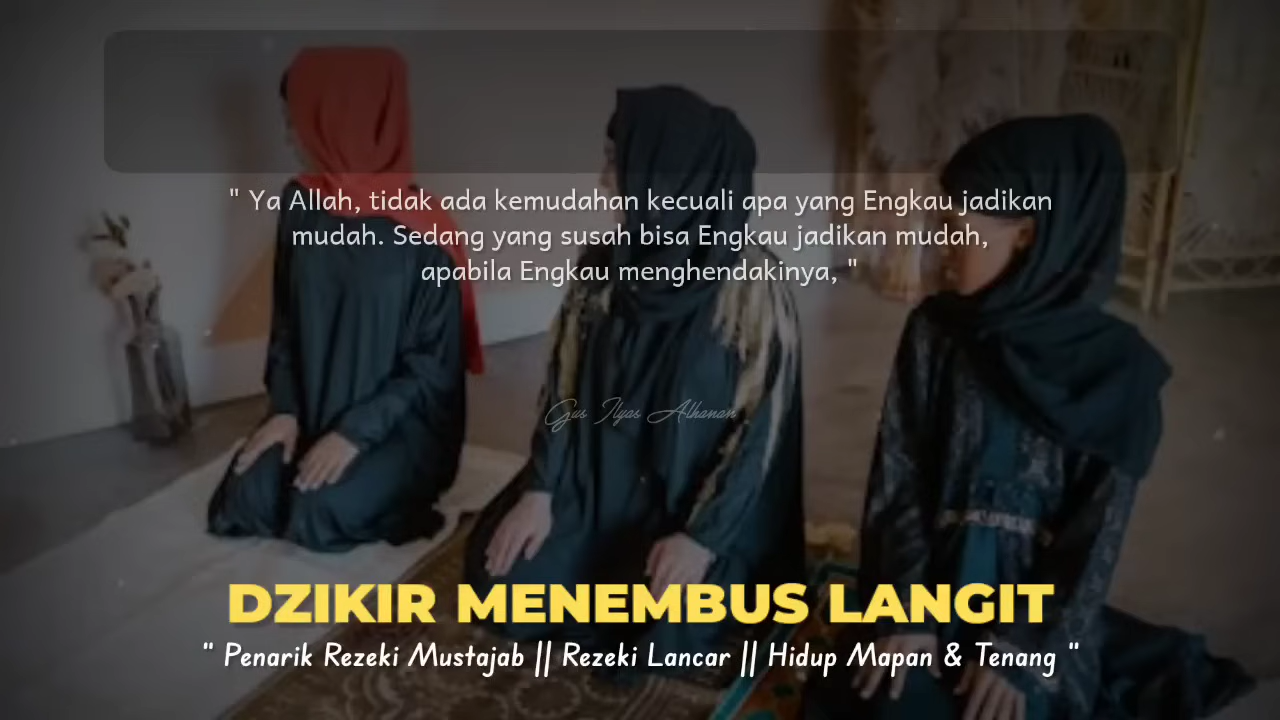 " Ya Allah, tidak ada kemudahan kecuali apa yang Engkau jadikan
mudah. Sedang yang susah bisa Engkau jadikan mudah,
apabila Engkau menghendakinya, "
Gus Ilyas Alhanan
DZIKIR MENEMBUS LANGIT
" Penarik Rezeki Mustajab || Rezeki Lancar || Hidup Mapan & Tenang "